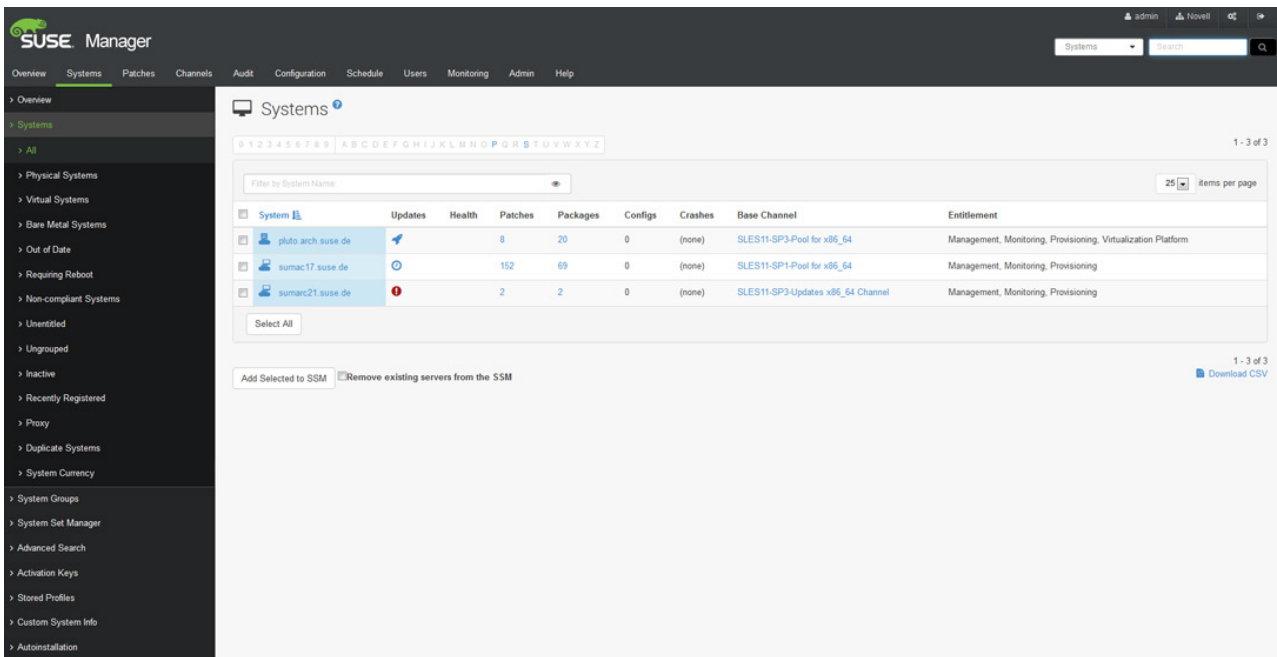 admin Novell
SUSE Manager
Systems Search
Overview Systems Patches Channels Audit Configuration Schedule Users Monitoring Admin Help
> Overview
> Systems
> All
> Physical Systems
> Virtual Systems
> Bare Metal Systems
> Out of Date
> Requiring Reboot
> Non-compliant Systems
> Unentitled
> Ungrouped
> Inactive
> Recently Registered
> Proxy
> Duplicate Systems
> System Currency
> System Groups
> System Set Manager
> Advanced Search
> Activation Keys
> Stored Profiles
> Custom System Info
> Autoinstallation
Systems ?
0 1 2 3 4 5 6 7 8 9 A B C D E F G H I J K L M N O P Q R S T U V W X Y Z 1 - 3 of 3
Filter by System Name: 25 items per page
System Updates Health Patches Packages Configs Crashes Base Channel Entitlement
pluto.arch.suse.de 8 20 0 (none) SLES11-SP3-Pool for x86_64 Management, Monitoring, Provisioning, Virtualization Platform
sumac17.suse.de 152 69 0 (none) SLES11-SP1-Pool for x86_64 Management, Monitoring, Provisioning
sumarc21.suse.de 2 2 0 (none) SLES11-SP3-Updates x86_64 Channel Management, Monitoring, Provisioning
Select All
1 - 3 of 3
Add Selected to SSM Remove existing servers from the SSM Download CSV